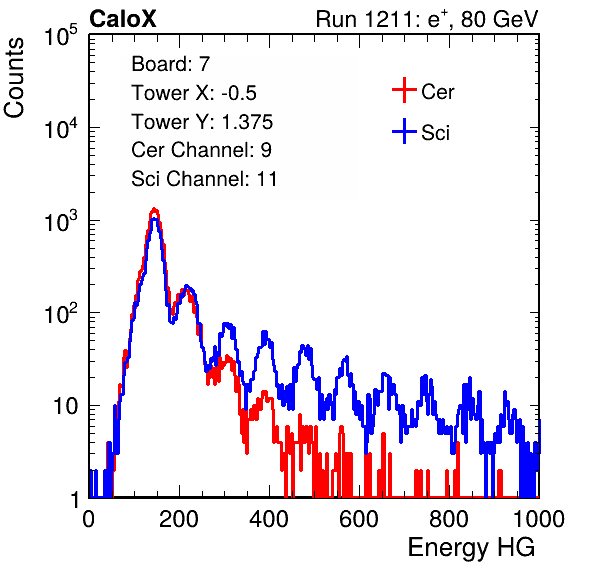 CaloX Run 1211: e⁺, 80 GeV
Counts
10⁵
10⁴
10³
10²
10
1
Board: 7
Tower X: -0.5
Tower Y: 1.375
Cer Channel: 9
Sci Channel: 11
Cer
Sci
0 200 400 600 800 1000
Energy HG